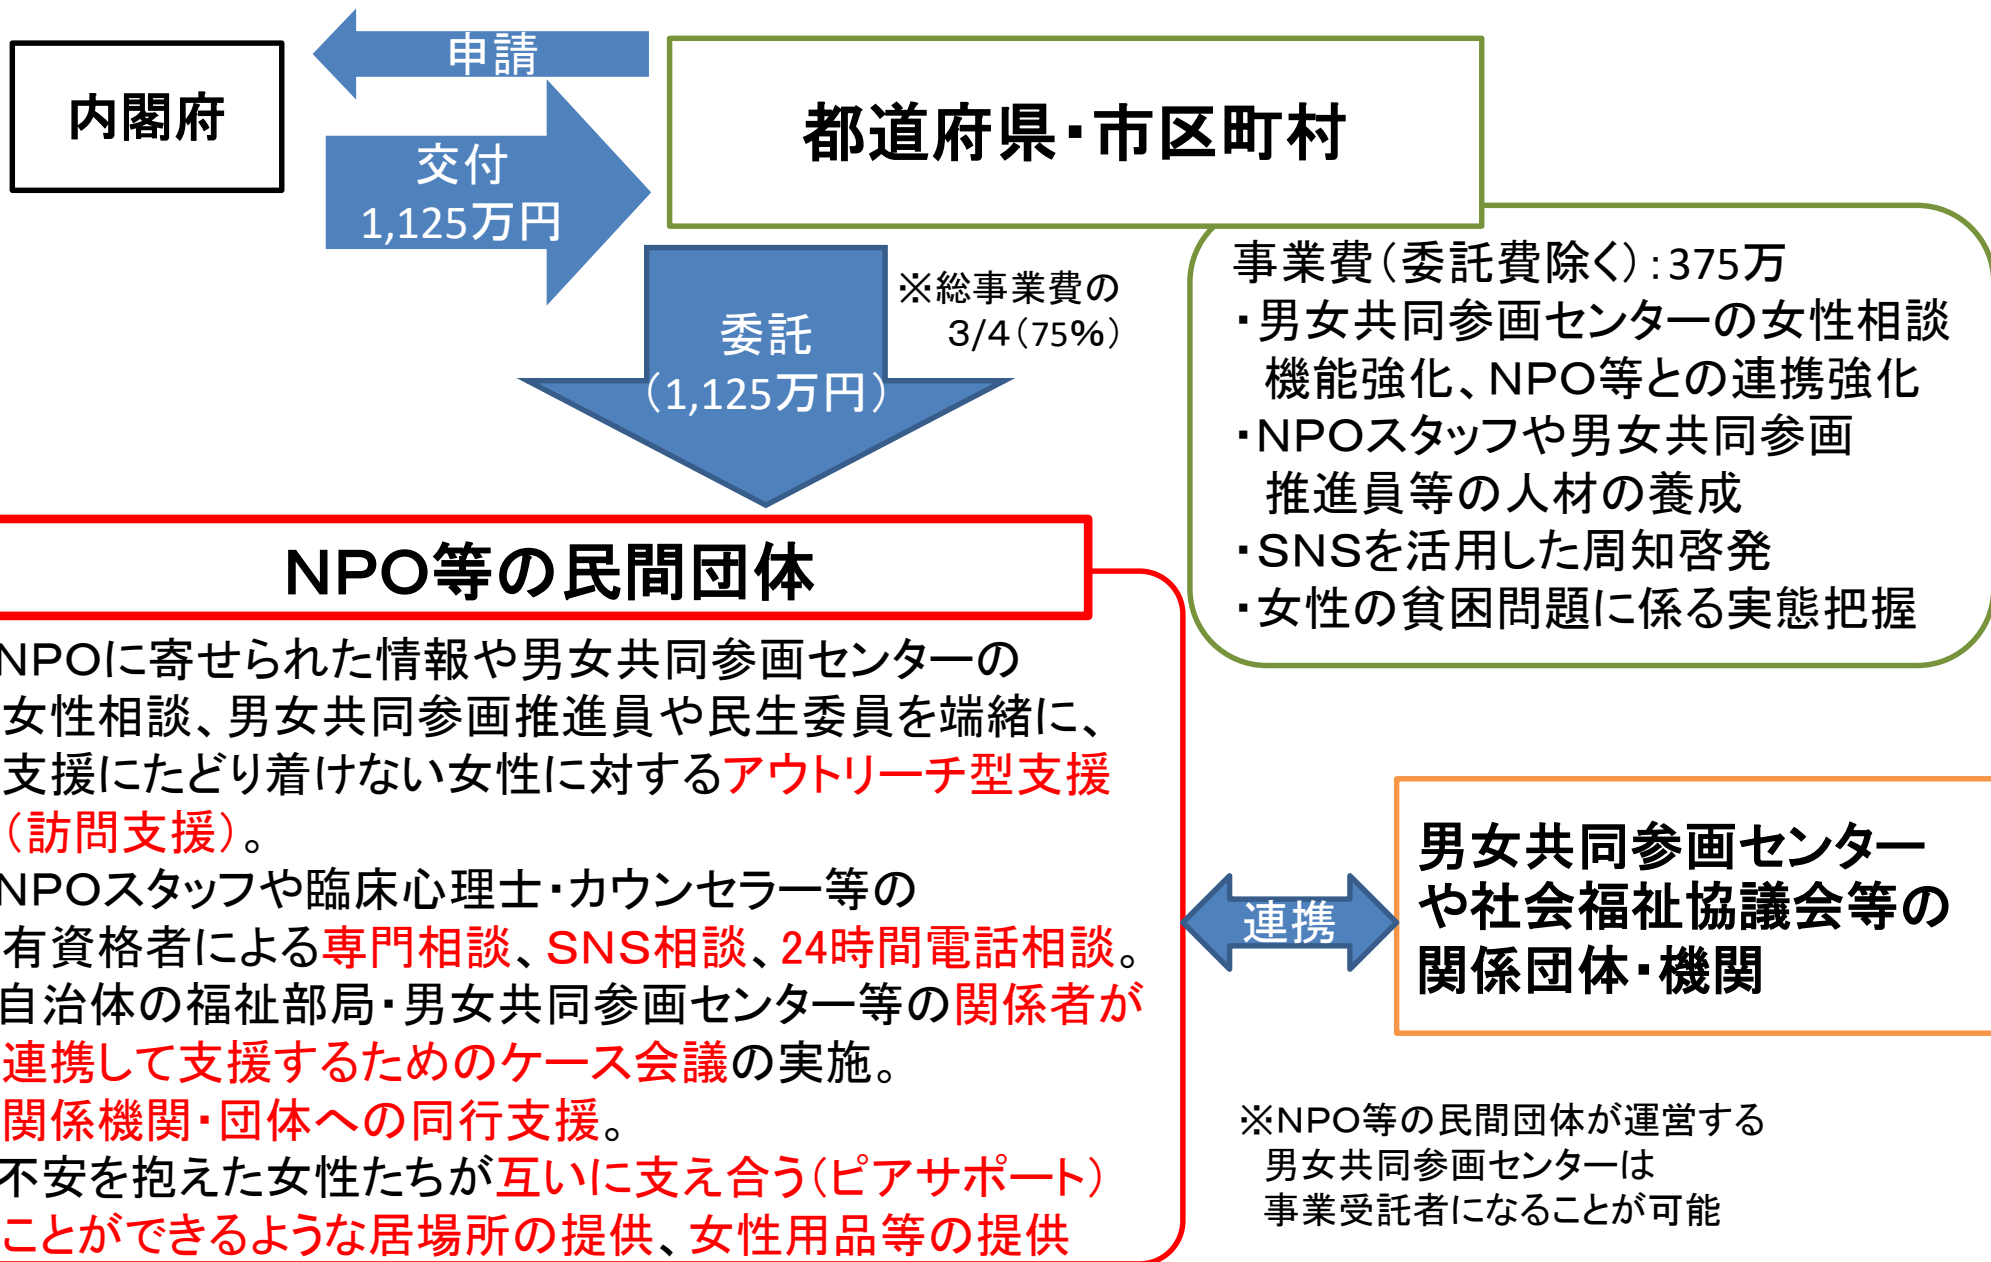 申請
内閣府
都道府県・市区町村
交付
1,125万円
委託
（1,125万円）
※総事業費の
3/4（75%）
事業費（委託費除く）：375万
・男女共同参画センターの女性相談
機能強化、NPO等との連携強化
・NPOスタッフや男女共同参画
推進員等の人材の養成
・SNSを活用した周知啓発
・女性の貧困問題に係る実態把握
NPO等の民間団体
NPOに寄せられた情報や男女共同参画センターの
女性相談、男女共同参画推進員や民生委員を端緒に、
支援にたどり着けない女性に対するアウトリーチ型支援
（訪問支援）。
NPOスタッフや臨床心理士・カウンセラー等の
有資格者による専門相談、SNS相談、24時間電話相談。
自治体の福祉部局・男女共同参画センター等の関係者が
連携して支援するためのケース会議の実施。
関係機関・団体への同行支援。
不安を抱えた女性たちが互いに支え合う（ピアサポート）
ことができるような居場所の提供、女性用品等の提供
連携
男女共同参画センター
や社会福祉協議会等の
関係団体・機関
※NPO等の民間団体が運営する
男女共同参画センターは
事業受託者になることが可能